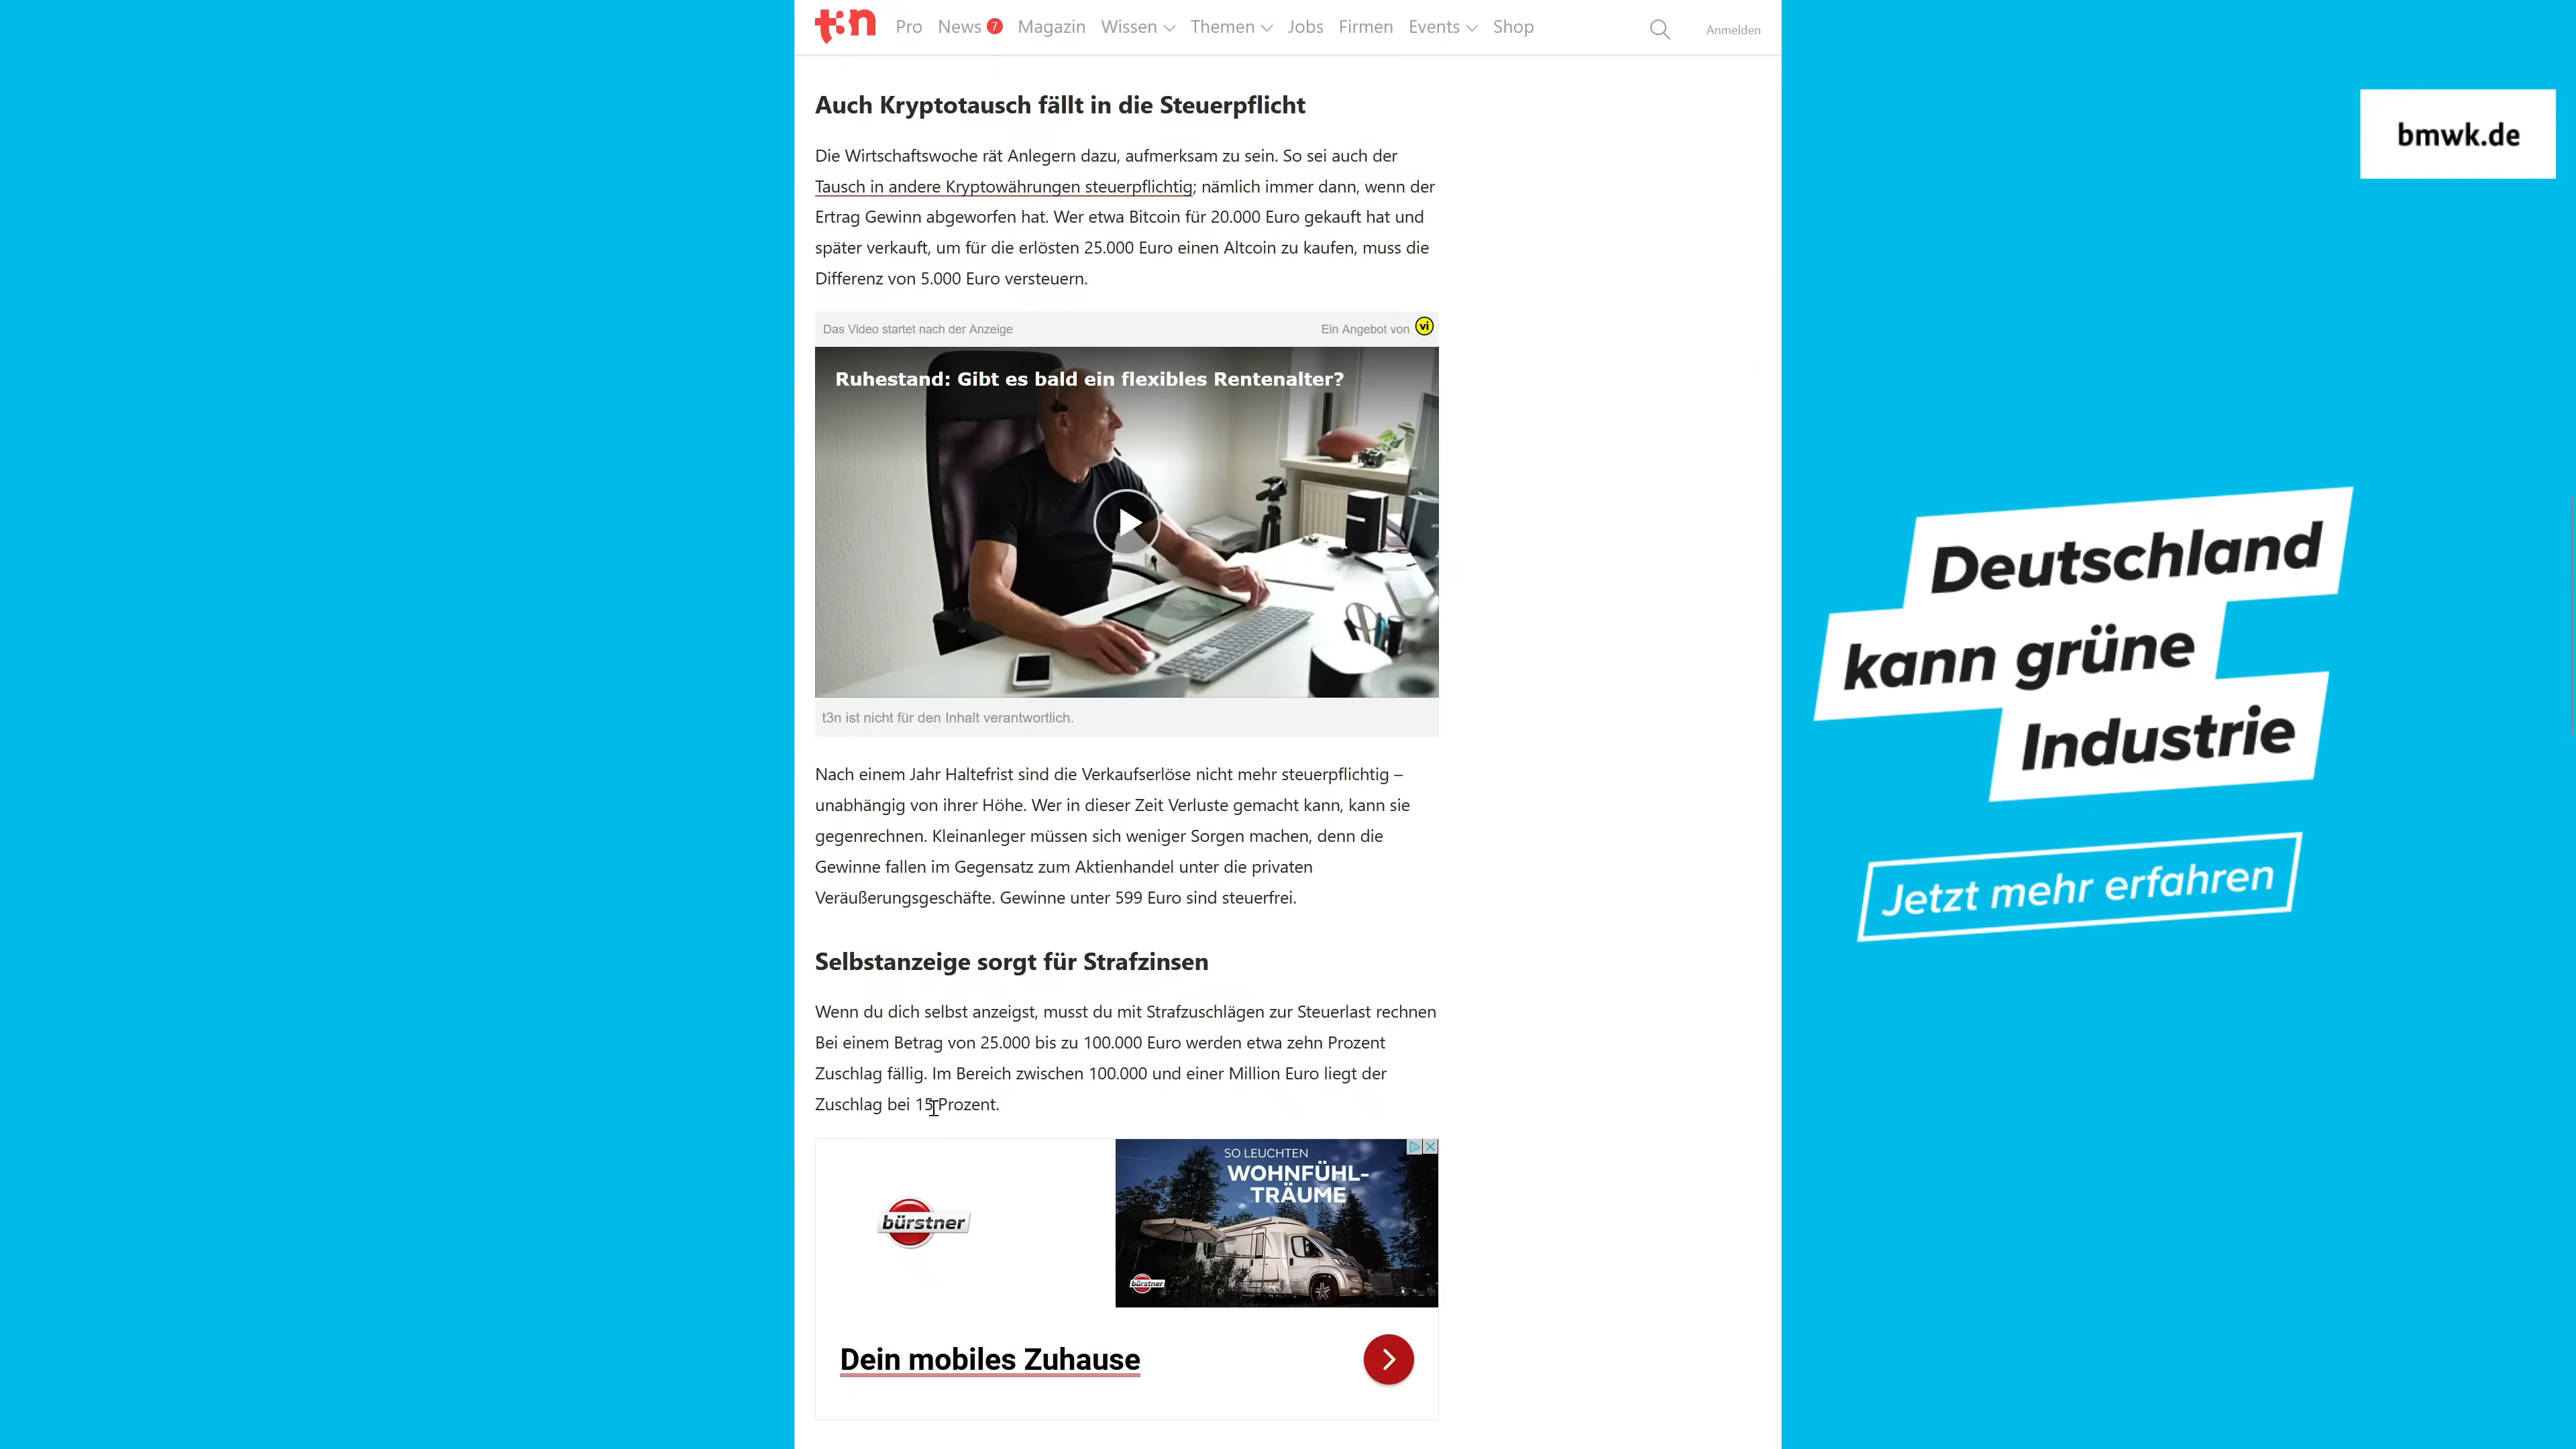 t3n Pro News 7 Magazin Wissen Themen Jobs Firmen Events Shop Anmelden
Auch Kryptotausch fällt in die Steuerpflicht
Die Wirtschaftswoche rät Anlegern dazu, aufmerksam zu sein. So sei auch der
Tausch in andere Kryptowährungen steuerpflichtig; nämlich immer dann, wenn der
Ertrag Gewinn abgeworfen hat. Wer etwa Bitcoin für 20.000 Euro gekauft hat und
später verkauft, um für die erlösten 25.000 Euro einen Altcoin zu kaufen, muss die
Differenz von 5.000 Euro versteuern.
Das Video startet nach der Anzeige
Ein Angebot von vi
Ruhestand: Gibt es bald ein flexibles Rentenalter?
t3n ist nicht für den Inhalt verantwortlich.
Nach einem Jahr Haltefrist sind die Verkaufserlöse nicht mehr steuerpflichtig –
unabhängig von ihrer Höhe. Wer in dieser Zeit Verluste gemacht kann, kann sie
gegenrechnen. Kleinanleger müssen sich weniger Sorgen machen, denn die
Gewinne fallen im Gegensatz zum Aktienhandel unter die privaten
Veräußerungsgeschäfte. Gewinne unter 599 Euro sind steuerfrei.
Selbstanzeige sorgt für Strafzinsen
Wenn du dich selbst anzeigst, musst du mit Strafzuschlägen zur Steuerlast rechnen
Bei einem Betrag von 25.000 bis zu 100.000 Euro werden etwa zehn Prozent
Zuschlag fällig. Im Bereich zwischen 100.000 und einer Million Euro liegt der
Zuschlag bei 15 Prozent.
bürstner
SO LEUCHTEN
WOHNFÜHL-
TRÄUME
bürstner
Dein mobiles Zuhause
bmwk.de
Deutschland
kann grüne
Industrie
Jetzt mehr erfahren